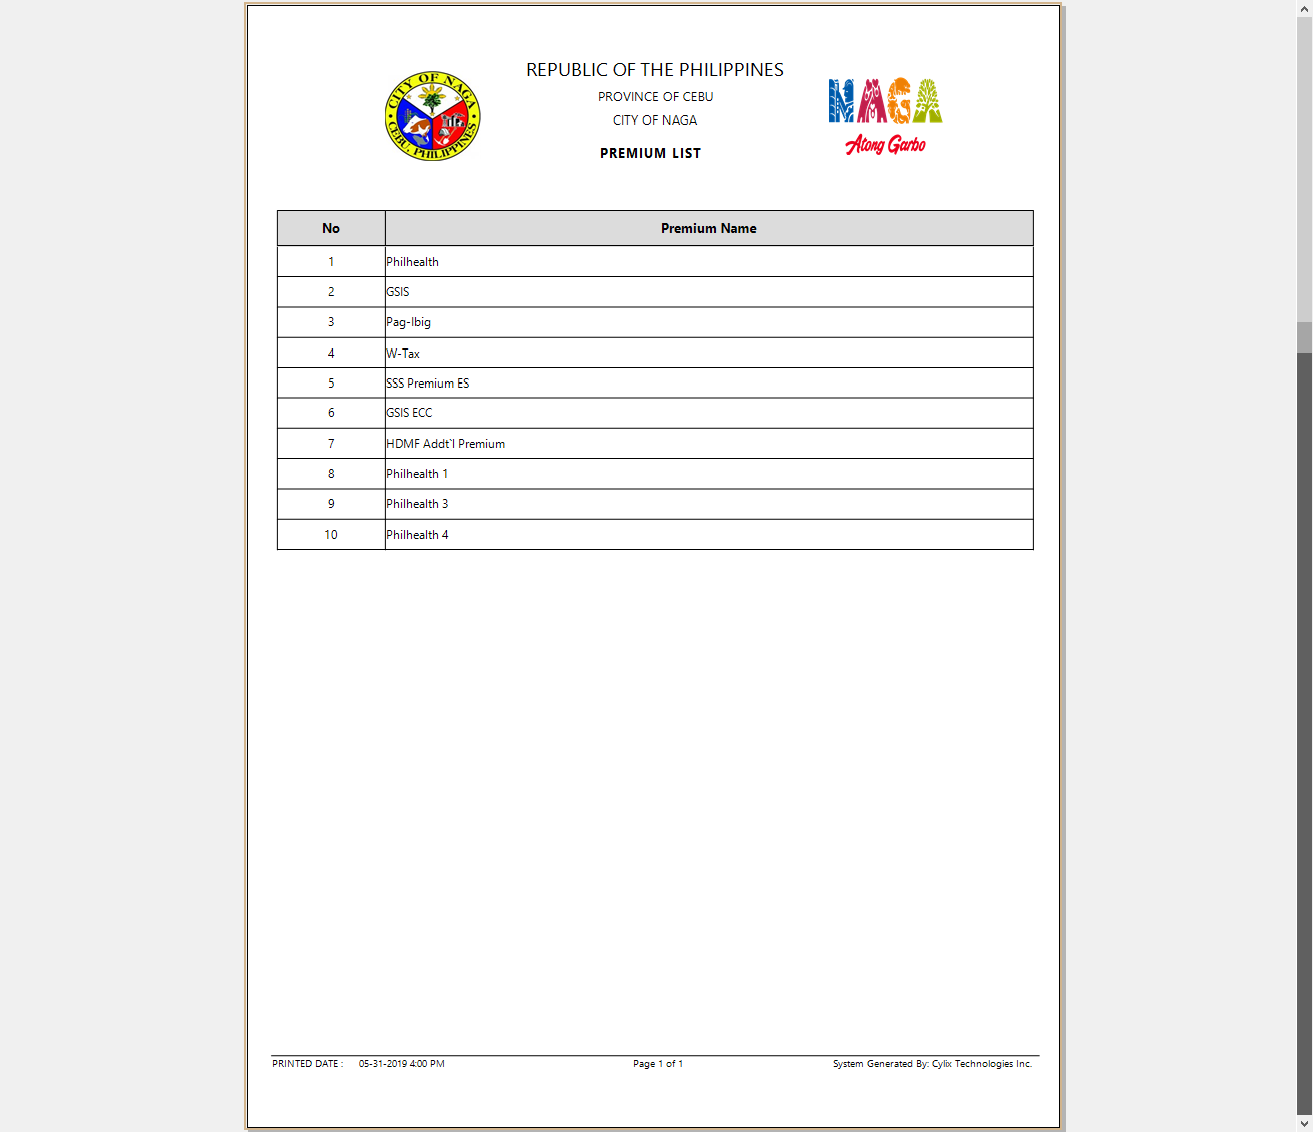 REPUBLIC OF THE PHILIPPINES
PROVINCE OF CEBU
CITY OF NAGA
PREMIUM LIST
CITY OF NAGA
CEBU, PHILIPPINES
NAGA
Atong Garbo
No Premium Name
1 Philhealth
2 GSIS
3 Pag-Ibig
4 W-Tax
5 SSS Premium ES
6 GSIS ECC
7 HDMF Addt`l Premium
8 Philhealth 1
9 Philhealth 3
10 Philhealth 4
PRINTED DATE : 05-31-2019 4:00 PM Page 1 of 1 System Generated By: Cylix Technologies Inc.